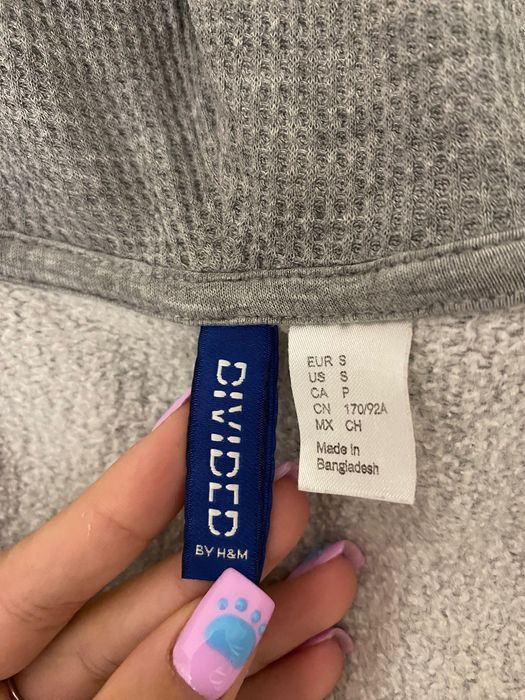 DIVIDED
BY H&M
EUR S
US S
CA P
CN 170/92A
MX CH
Made in
Bangladesh